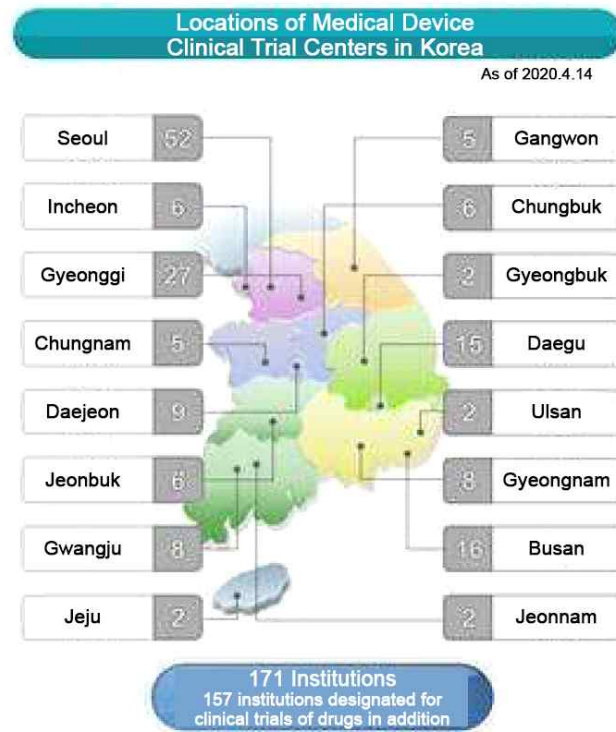 Locations of Medical Device
Clinical Trial Centers in Korea
As of 2020.4.14
Seoul 52
Incheon 6
Gyeonggi 27
Chungnam 5
Daejeon 9
Jeonbuk 6
Gwangju 8
Jeju 2
5 Gangwon
6 Chungbuk
2 Gyeongbuk
15 Daegu
2 Ulsan
8 Gyeongnam
16 Busan
2 Jeonnam
171 Institutions
157 institutions designated for
clinical trials of drugs in addition